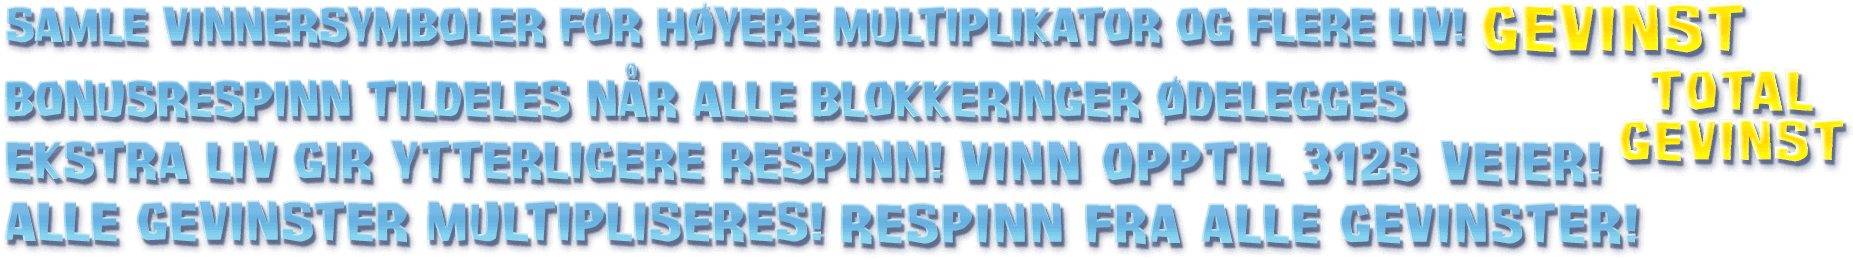 SAMLE VINNERSYMBOLER FOR HØYERE MULTIPLIKATOR OG FLERE LIV!
GEVINST
BONUSRESPINN TILDELES NÅR ALLE BLOKKERINGER ØDELEGGES
TOTAL
GEVINST
EKSTRA LIV GIR YTTERLIGERE RESPINN!
VINN OPPTIL 3125 VEIER!
ALLE GEVINSTER MULTIPLISERES!
RESPINN FRA ALLE GEVINSTER!